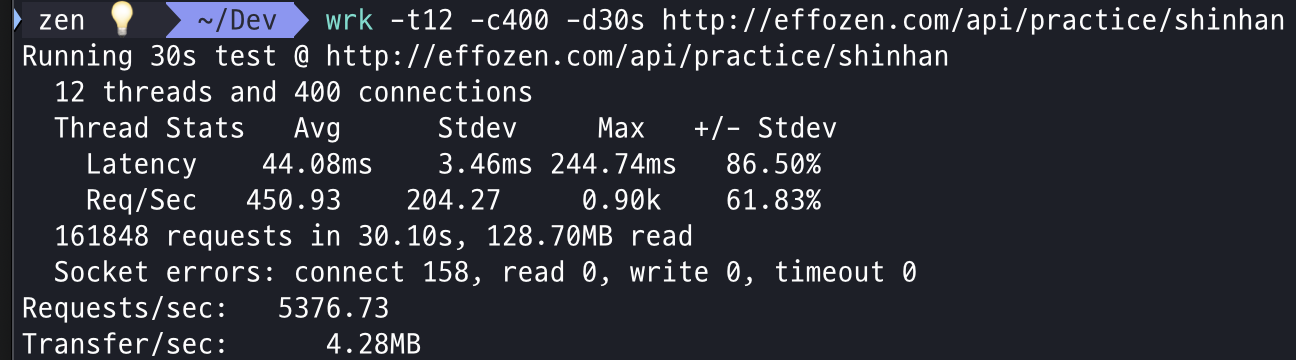 zen 💡 ~/Dev wrk -t12 -c400 -d30s http://effozen.com/api/practice/shinhan
Running 30s test @ http://effozen.com/api/practice/shinhan
12 threads and 400 connections
Thread Stats Avg Stdev Max +/- Stdev
Latency 44.08ms 3.46ms 244.74ms 86.50%
Req/Sec 450.93 204.27 0.90k 61.83%
161848 requests in 30.10s, 128.70MB read
Socket errors: connect 158, read 0, write 0, timeout 0
Requests/sec: 5376.73
Transfer/sec: 4.28MB